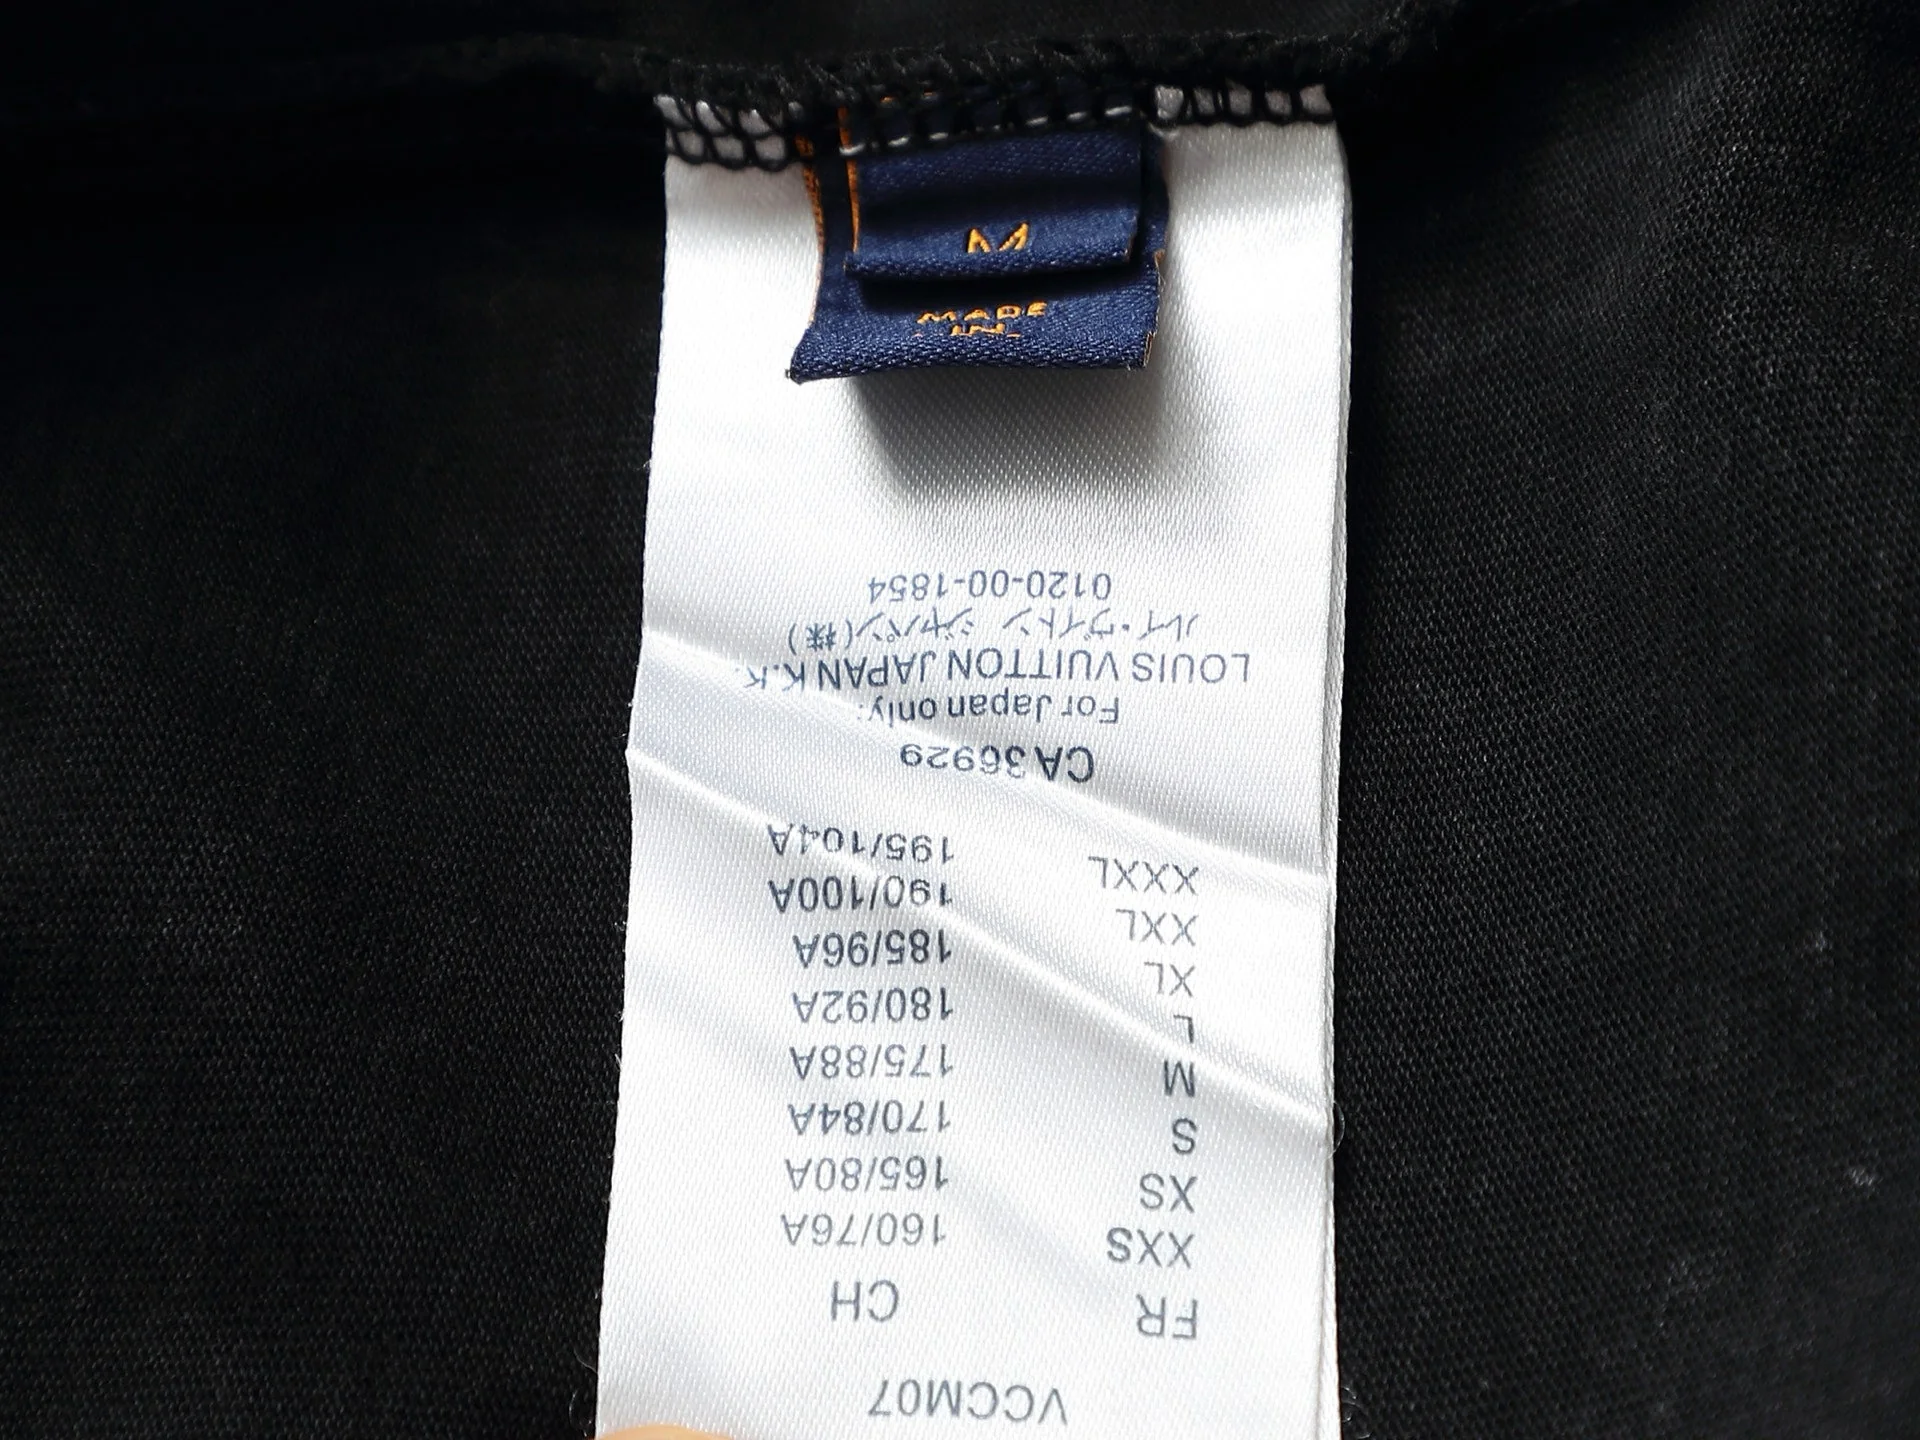 M
MADE
IN
VCCM07
FR CH
XXS 160/76A
XS 165/80A
S 170/84A
M 175/88A
L 180/92A
XL 185/96A
XXL 190/100A
XXXL 195/104A
CA 36929
For Japan only:
LOUIS VUITTON JAPAN K.K.
ルイ・ヴィトン ジャパン(株)
0120-00-1854